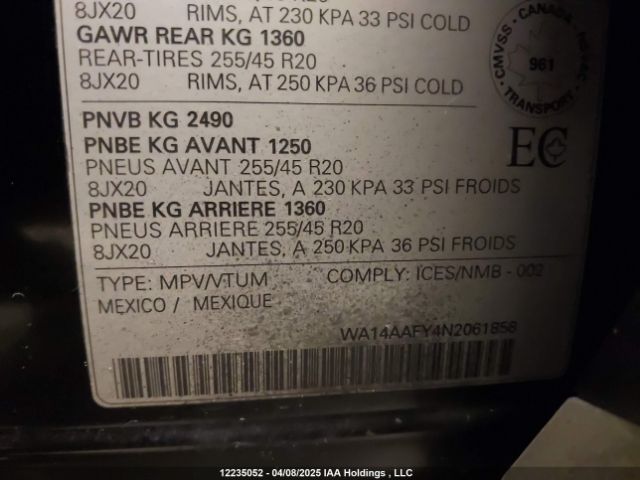 8JX20 RIMS, AT 230 KPA 33 PSI COLD
GAWR REAR KG 1360
REAR-TIRES 255/45 R20
8JX20 RIMS, AT 250 KPA 36 PSI COLD
CMVSS - CANADA - NSVAC
961
TRANSPORT
PNVB KG 2490
PNBE KG AVANT 1250
PNEUS AVANT 255/45 R20
8JX20 JANTES, A 230 KPA 33 PSI FROIDS
EC
PNBE KG ARRIERE 1360
PNEUS ARRIERE 255/45 R20
8JX20 JANTES, A 250 KPA 36 PSI FROIDS
TYPE: MPV/VTUM COMPLY: ICES/NMB - 002
MEXICO / MEXIQUE
WA14AAFY4N2061858
12235052 - 04/08/2025 IAA Holdings , LLC